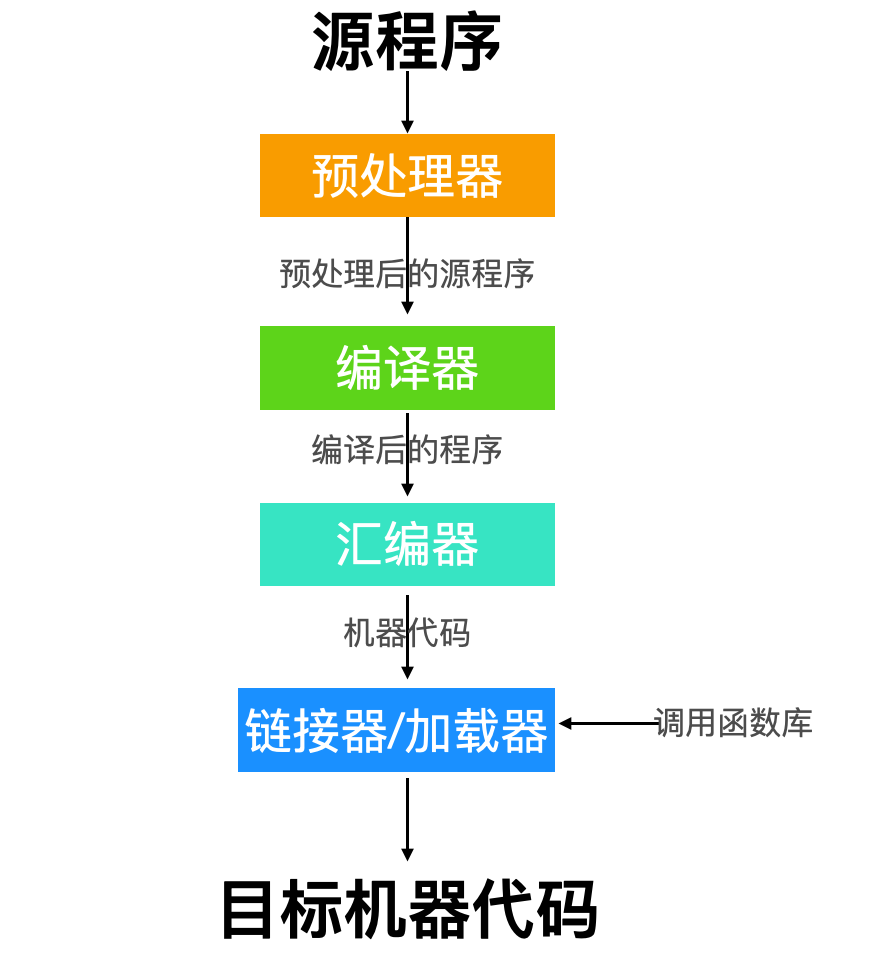 源程序
预处理器
预处理后的源程序
编译器
编译后的程序
汇编器
机器代码
链接器/加载器
调用函数库
目标机器代码